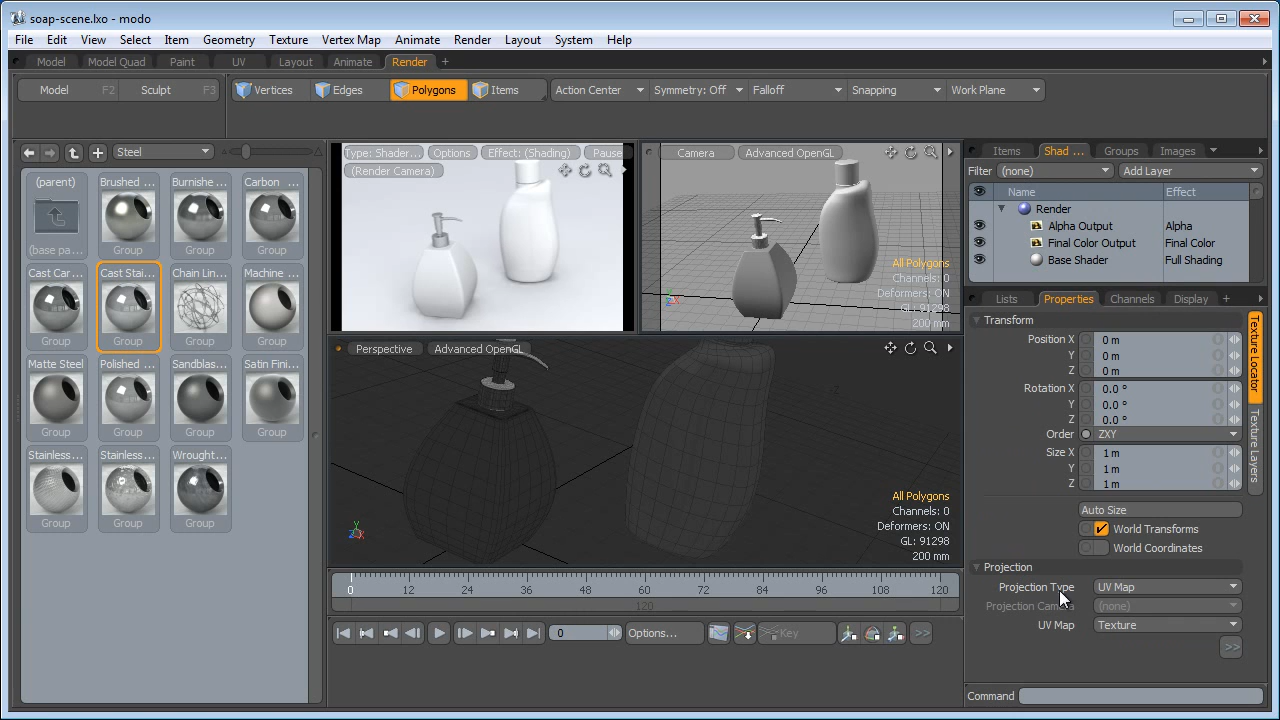 soap-scene.lxo - modo
File Edit View Select Item Geometry Texture Vertex Map Animate Render Layout System Help
Model Model Quad Paint UV Layout Animate Render +
Model F2 Sculpt F3 Vertices Edges Polygons Items Action Center Symmetry: Off Falloff Snapping Work Plane
Steel
(parent) Brushed ... Burnishe ... Carbon ...
(base pa... Group Group Group
Cast Car... Cast Stai... Chain Lin... Machine ...
Group Group Group Group
Matte Steel Polished ... Sandblas... Satin Fini...
Group Group Group Group
Stainless... Stainless... Wrought...
Group Group Group
Type: Shader... Options Effect: (Shading) Pause
(Render Camera)
Camera Advanced OpenGL
All Polygons
Channels: 0
Deformers: ON
GL: 91298
200 mm
Perspective Advanced OpenGL
All Polygons
Channels: 0
Deformers: ON
GL: 91298
200 mm
0 12 24 36 48 60 72 84 96 108 120
120
0 Options... Key >>
Items Shad ... Groups Images
Filter (none) Add Layer
Name Effect
Render
Alpha Output Alpha
Final Color Output Final Color
Base Shader Full Shading
Lists Properties Channels Display +
Transform
Position X 0 m
Y 0 m
Z 0 m
Rotation X 0.0 °
Y 0.0 °
Z 0.0 °
Order ZXY
Size X 1 m
Y 1 m
Z 1 m
Auto Size
World Transforms
World Coordinates
Projection
Projection Type UV Map
Projection Camera (none)
UV Map Texture
>>
Texture Locator
Texture Layers
Command